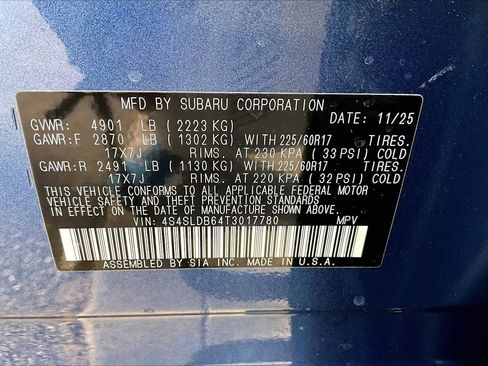 MFD BY SUBARU CORPORATION
GVWR: 4901 LB (2223 KG) DATE: 11/25
GAWR:F 2870 LB (1302 KG) WITH 225/60R17 TIRES,
17X7J RIMS, AT 230 KPA (33 PSI) COLD
GAWR:R 2491 LB (1130 KG) WITH 225/60R17 TIRES,
17X7J RIMS, AT 220 KPA (32 PSI) COLD
THIS VEHICLE CONFORMS TO ALL APPLICABLE FEDERAL MOTOR
VEHICLE SAFETY AND BUMPER STANDARDS
IN EFFECT ON THE DATE OF MANUFACTURE SHOWN ABOVE.
VIN: 4S4SLDB64T3017780 MPV
ASSEMBLED BY SIA INC. MADE IN U.S.A.